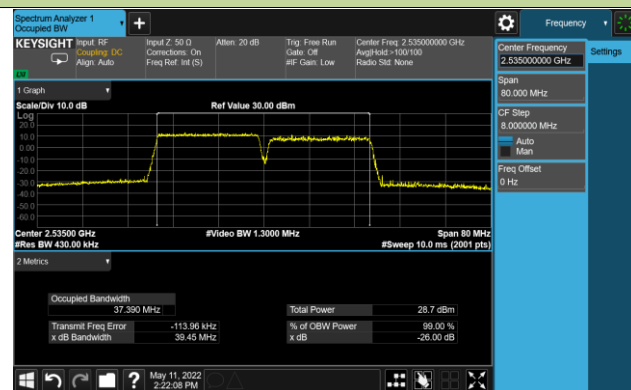 Spectrum Analyzer 1
Occupied BW
Frequency
KEYSIGHT
Input: RF
Coupling: DC
Align: Auto
Input Z: 50 Ω
Corrections: On
Freq Ref: Int (S)
Atten: 20 dB
Trig: Free Run
Gate: Off
#IF Gain: Low
Center Freq: 2.535000000 GHz
Avg|Hold:>100/100
Radio Std: None
LXI
Center Frequency
2.535000000 GHz
Settings
Span
80.000 MHz
CF Step
8.000000 MHz
Auto
Man
Freq Offset
0 Hz
1 Graph
Scale/Div 10.0 dB
Ref Value 30.00 dBm
Log
20.0
10.0
0.00
-10.0
-20.0
-30.0
-40.0
-50.0
-60.0
Center 2.53500 GHz
#Video BW 1.3000 MHz
Span 80 MHz
#Res BW 430.00 kHz
#Sweep 10.0 ms (2001 pts)
2 Metrics
Occupied Bandwidth
37.390 MHz
Total Power
28.7 dBm
Transmit Freq Error
-113.96 kHz
% of OBW Power
99.00 %
x dB Bandwidth
39.45 MHz
x dB
-26.00 dB
?
May 11, 2022
2:22:08 PM